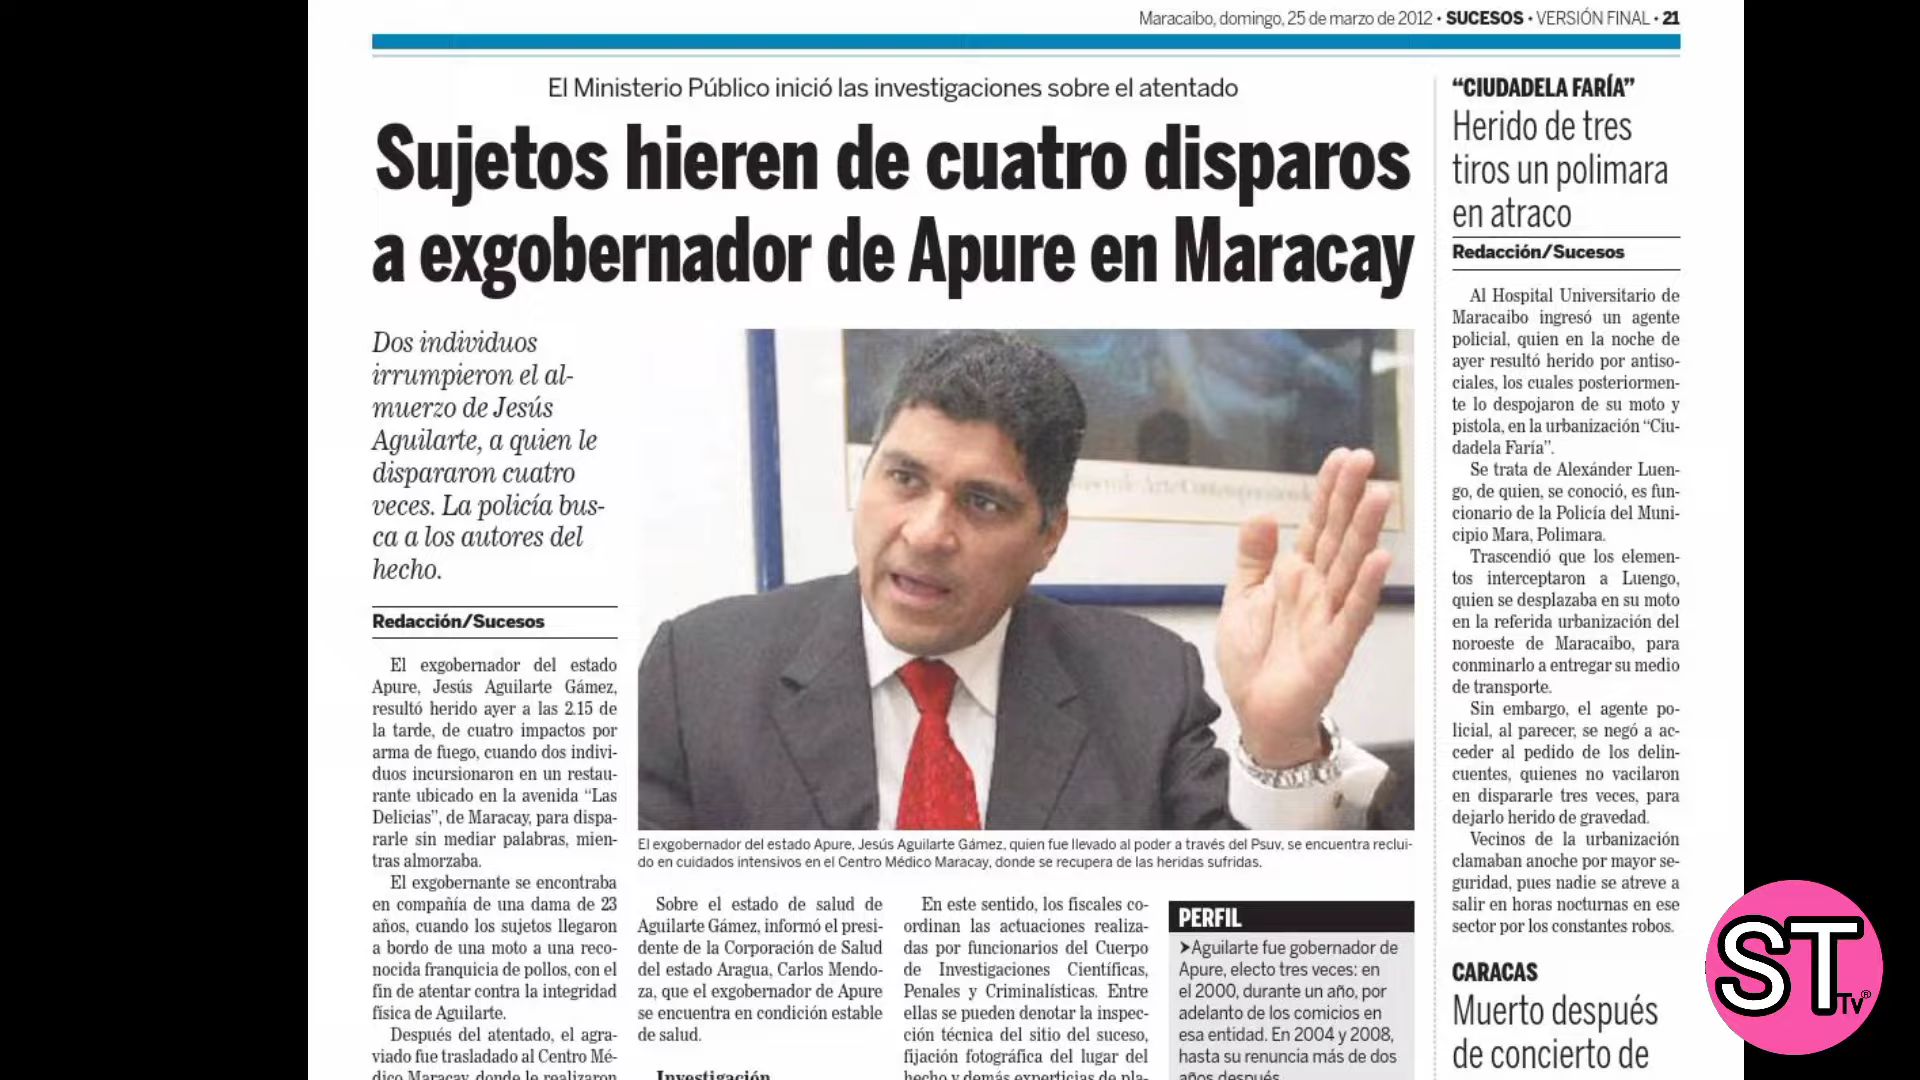 Maracaibo, domingo, 25 de marzo de 2012 • SUCESOS • VERSIÓN FINAL • 21
El Ministerio Público inició las investigaciones sobre el atentado
Sujetos hieren de cuatro disparos
a exgobernador de Apure en Maracay
Dos individuos
irrumpieron el al-
muerzo de Jesús
Aguilarte, a quien le
dispararon cuatro
veces. La policía bus-
ca a los autores del
hecho.
Redacción/Sucesos
El exgobernador del estado
Apure, Jesús Aguilarte Gámez,
resultó herido ayer a las 2.15 de
la tarde, de cuatro impactos por
arma de fuego, cuando dos indivi-
duos incursionaron en un restau-
rante ubicado en la avenida “Las
Delicias”, de Maracay, para dispa-
rarle sin mediar palabras, mien-
tras almorzaba.
El exgobernante se encontraba
en compañía de una dama de 23
años, cuando los sujetos llegaron
a bordo de una moto a una reco-
nocida franquicia de pollos, con el
fin de atentar contra la integridad
física de Aguilarte.
Después del atentado, el agra-
viado fue trasladado al Centro Mé-
dico Maracay, donde le realizaron
El exgobernador del estado Apure, Jesús Aguilarte Gámez, quien fue llevado al poder a través del Psuv, se encuentra reclui-
do en cuidados intensivos en el Centro Médico Maracay, donde se recupera de las heridas sufridas.
Sobre el estado de salud de
Aguilarte Gámez, informó el presi-
dente de la Corporación de Salud
del estado Aragua, Carlos Mendo-
za, que el exgobernador de Apure
se encuentra en condición estable
de salud.
Investigación
En este sentido, los fiscales co-
ordinan las actuaciones realiza-
das por funcionarios del Cuerpo
de Investigaciones Científicas,
Penales y Criminalísticas. Entre
ellas se pueden denotar la inspec-
ción técnica del sitio del suceso,
fijación fotográfica del lugar del
hecho y demás experticias de pla-
PERFIL
➤Aguilarte fue gobernador de
Apure, electo tres veces: en
el 2000, durante un año, por
adelanto de los comicios en
esa entidad. En 2004 y 2008,
hasta su renuncia más de dos
años después.
“CIUDADELA FARÍA”
Herido de tres
tiros un polimara
en atraco
Redacción/Sucesos
Al Hospital Universitario de
Maracaibo ingresó un agente
policial, quien en la noche de
ayer resultó herido por antiso-
ciales, los cuales posteriormen-
te lo despojaron de su moto y
pistola, en la urbanización “Ciu-
dadela Faría”.
Se trata de Alexánder Luen-
go, de quien, se conoció, es fun-
cionario de la Policía del Muni-
cipio Mara, Polimara.
Trascendió que los elemen-
tos interceptaron a Luengo,
quien se desplazaba en su moto
en la referida urbanización del
noroeste de Maracaibo, para
conminarlo a entregar su medio
de transporte.
Sin embargo, el agente po-
licial, al parecer, se negó a ac-
ceder al pedido de los delin-
cuentes, quienes no vacilaron
en dispararle tres veces, para
dejarlo herido de gravedad.
Vecinos de la urbanización
clamaban anoche por mayor se-
guridad, pues nadie se atreve a
salir en horas nocturnas en ese
sector por los constantes robos.
CARACAS
Muerto después
de concierto de
ST
TV®